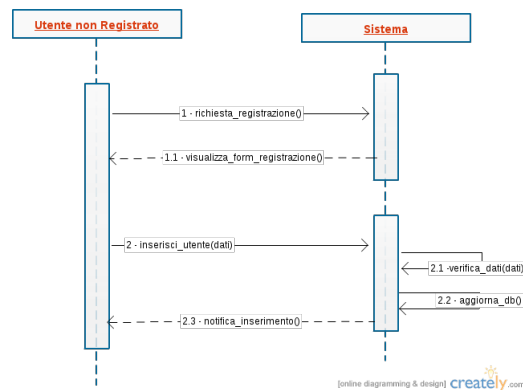 Utente non Registrato
Sistema
1 - richiesta_registrazione()
1.1 - visualizza_form_registrazione()
2 - inserisci_utente(dati)
2.1 -verifica_dati(dati)
2.2 - aggiorna_db()
2.3 - notifica_inserimento()
[online diagramming & design] creately.com